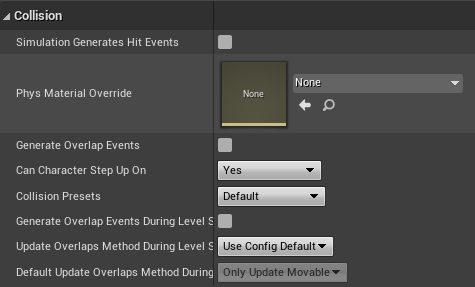 Collision
Simulation Generates Hit Events
Phys Material Override
None
None
Generate Overlap Events
Can Character Step Up On
Yes
Collision Presets
Default
Generate Overlap Events During Level S
Update Overlaps Method During Level S
Use Config Default
Default Update Overlaps Method During
Only Update Movable